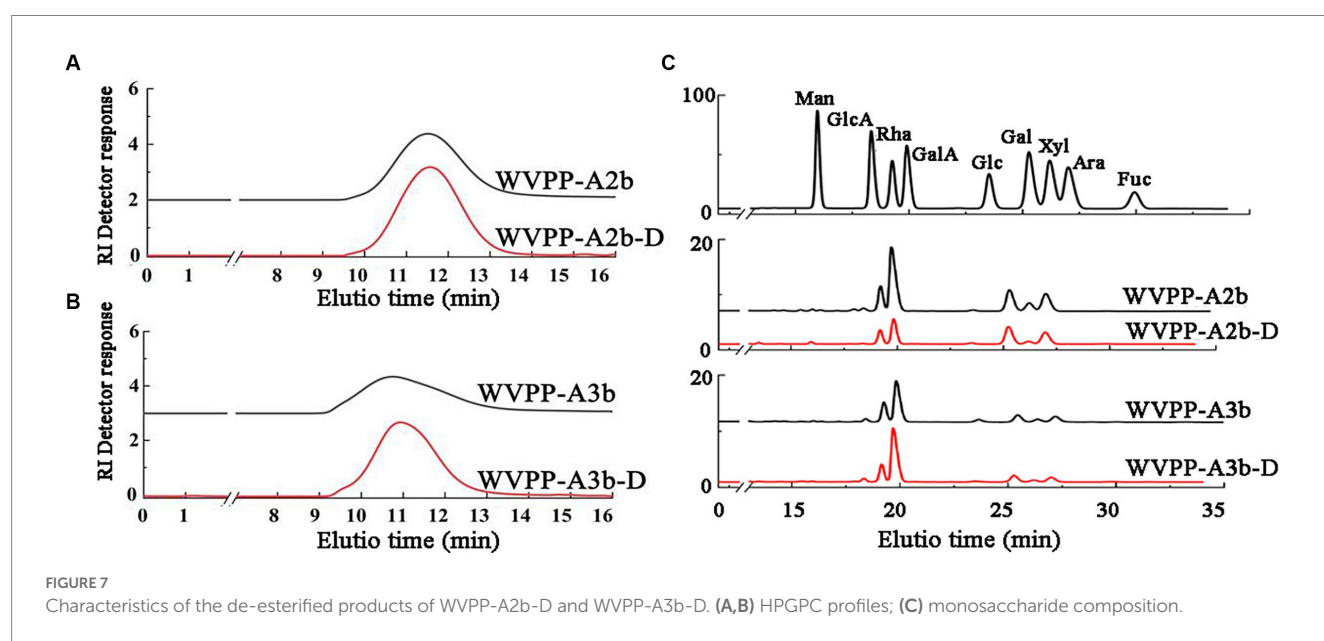 A
RI Detector response
6
4
2
0
WVPP-A2b
WVPP-A2b-D
0 1 8 9 10 11 12 13 14 15 16
Elutio time (min)
B
RI Detector response
6
4
2
0
WVPP-A3b
WVPP-A3b-D
0 1 8 9 10 11 12 13 14 15 16
Elutio time (min)
C
100
0
Man
GlcA
Rha
GalA
Glc
Gal
Xyl
Ara
Fuc
20
0
WVPP-A2b
WVPP-A2b-D
20
0
WVPP-A3b
WVPP-A3b-D
0 15 20 25 30 35
Elutio time (min)
FIGURE 7
Characteristics of the de-esterified products of WVPP-A2b-D and WVPP-A3b-D. (A,B) HPGPC profiles; (C) monosaccharide composition.